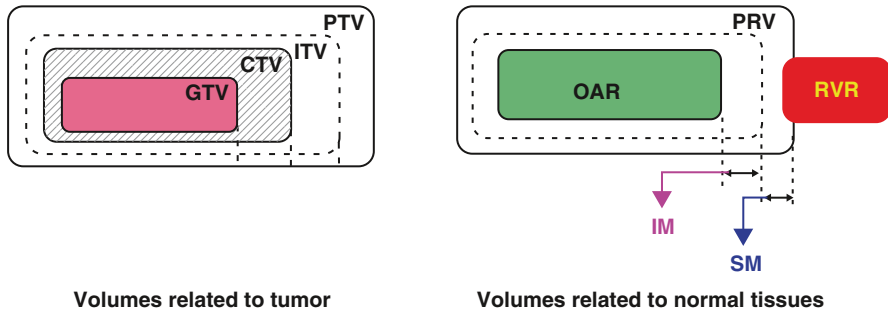 PTV
ITV
CTV
GTV
Volumes related to tumor
PRV
OAR
RVR
IM
SM
Volumes related to normal tissues